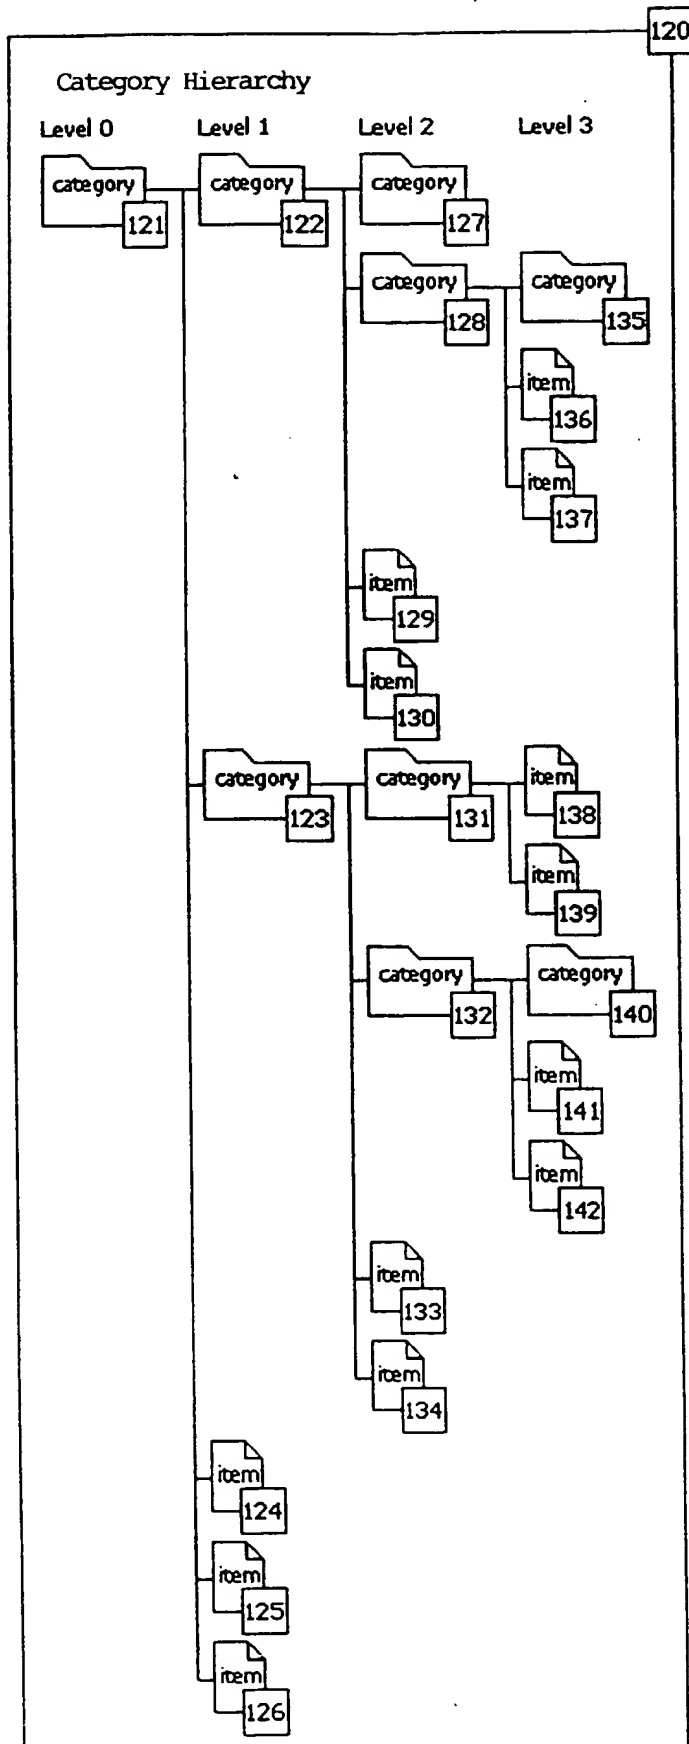 120
Category Hierarchy
Level 0 Level 1 Level 2 Level 3
category category category
121 122 127
category category
128 135
item
136
item
137
item
129
item
130
category category item
123 131 138
item
139
category category
132 140
item
141
item
142
item
133
item
134
item
124
item
125
item
126